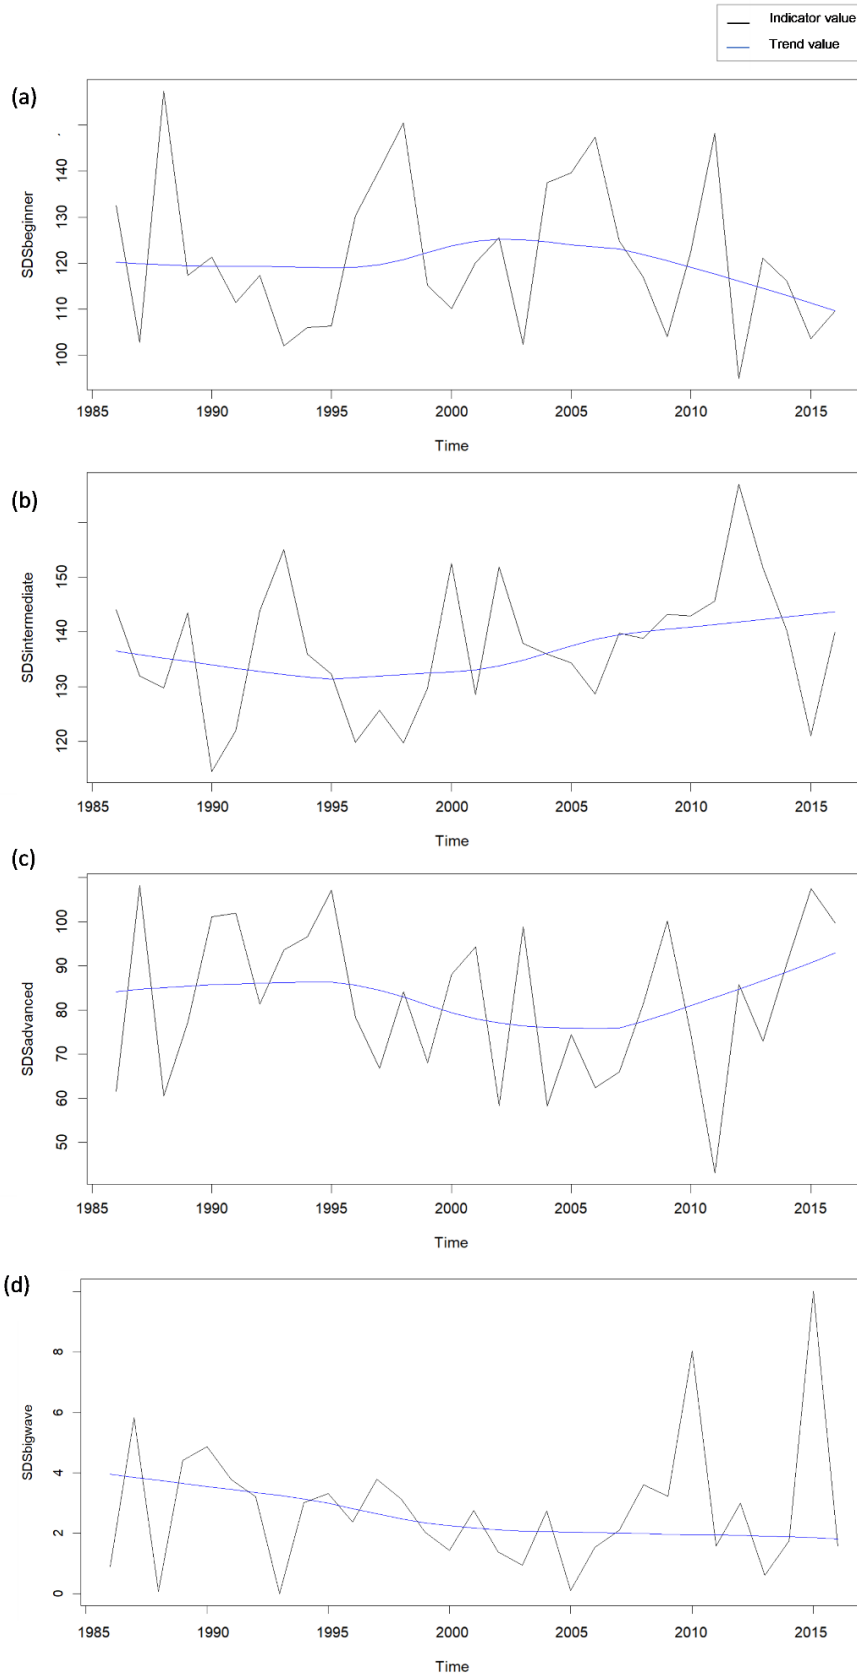 Indicator value
Trend value
(a)
SDSbeginner
140
130
120
110
100
1985 1990 1995 2000 2005 2010 2015
Time
(b)
SDSintermediate
150
140
130
120
1985 1990 1995 2000 2005 2010 2015
Time
(c)
SDSadvanced
100
90
80
70
60
50
1985 1990 1995 2000 2005 2010 2015
Time
(d)
SDSbigwave
8
6
4
2
0
1985 1990 1995 2000 2005 2010 2015
Time